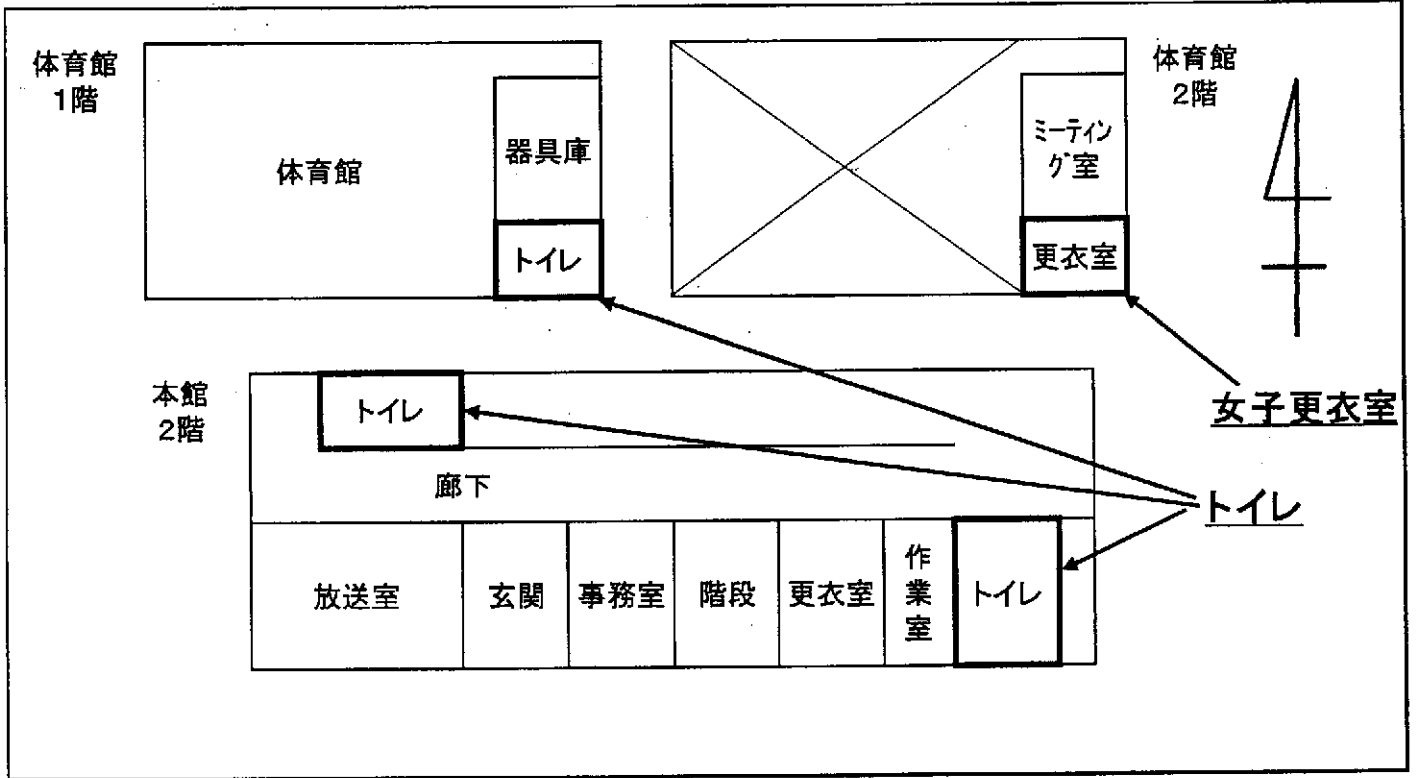 体育館
1階
体育館
器具庫
トイレ
ミーティン
グ室
更衣室
体育館
2階
女子更衣室
本館
2階
トイレ
廊下
トイレ
放送室
玄関
事務室
階段
更衣室
作
業
室
トイレ